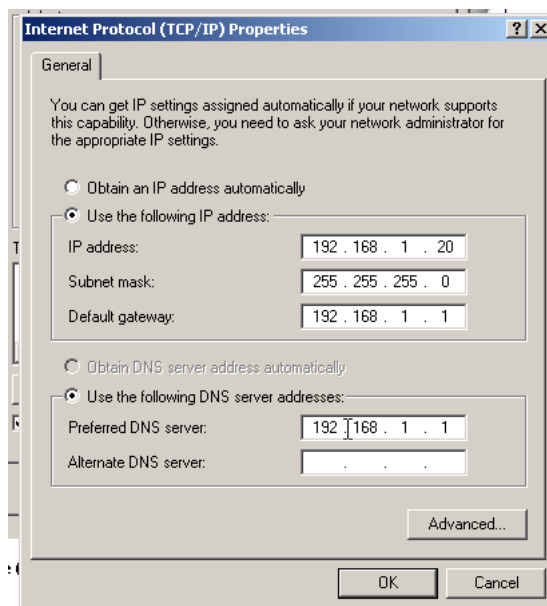 Internet Protocol (TCP/IP) Properties
General
You can get IP settings assigned automatically if your network supports
this capability. Otherwise, you need to ask your network administrator for
the appropriate IP settings.
Obtain an IP address automatically
Use the following IP address:
IP address: 192 . 168 . 1 . 20
Subnet mask: 255 . 255 . 255 . 0
Default gateway: 192 . 168 . 1 . 1
Obtain DNS server address automatically
Use the following DNS server addresses:
Preferred DNS server: 192 . 168 . 1 . 1
Alternate DNS server: . . .
Advanced...
OK Cancel